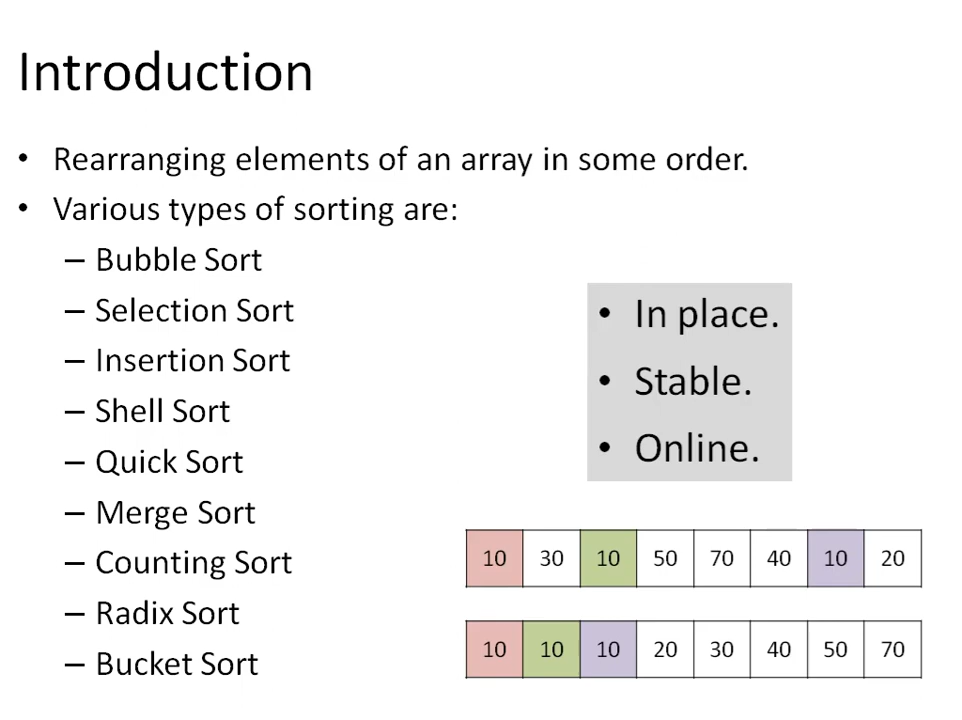 Introduction
• Rearranging elements of an array in some order.
• Various types of sorting are:
– Bubble Sort
– Selection Sort
– Insertion Sort
– Shell Sort
– Quick Sort
– Merge Sort
– Counting Sort
– Radix Sort
– Bucket Sort
• In place.
• Stable.
• Online.
10 30 10 50 70 40 10 20
10 10 10 20 30 40 50 70